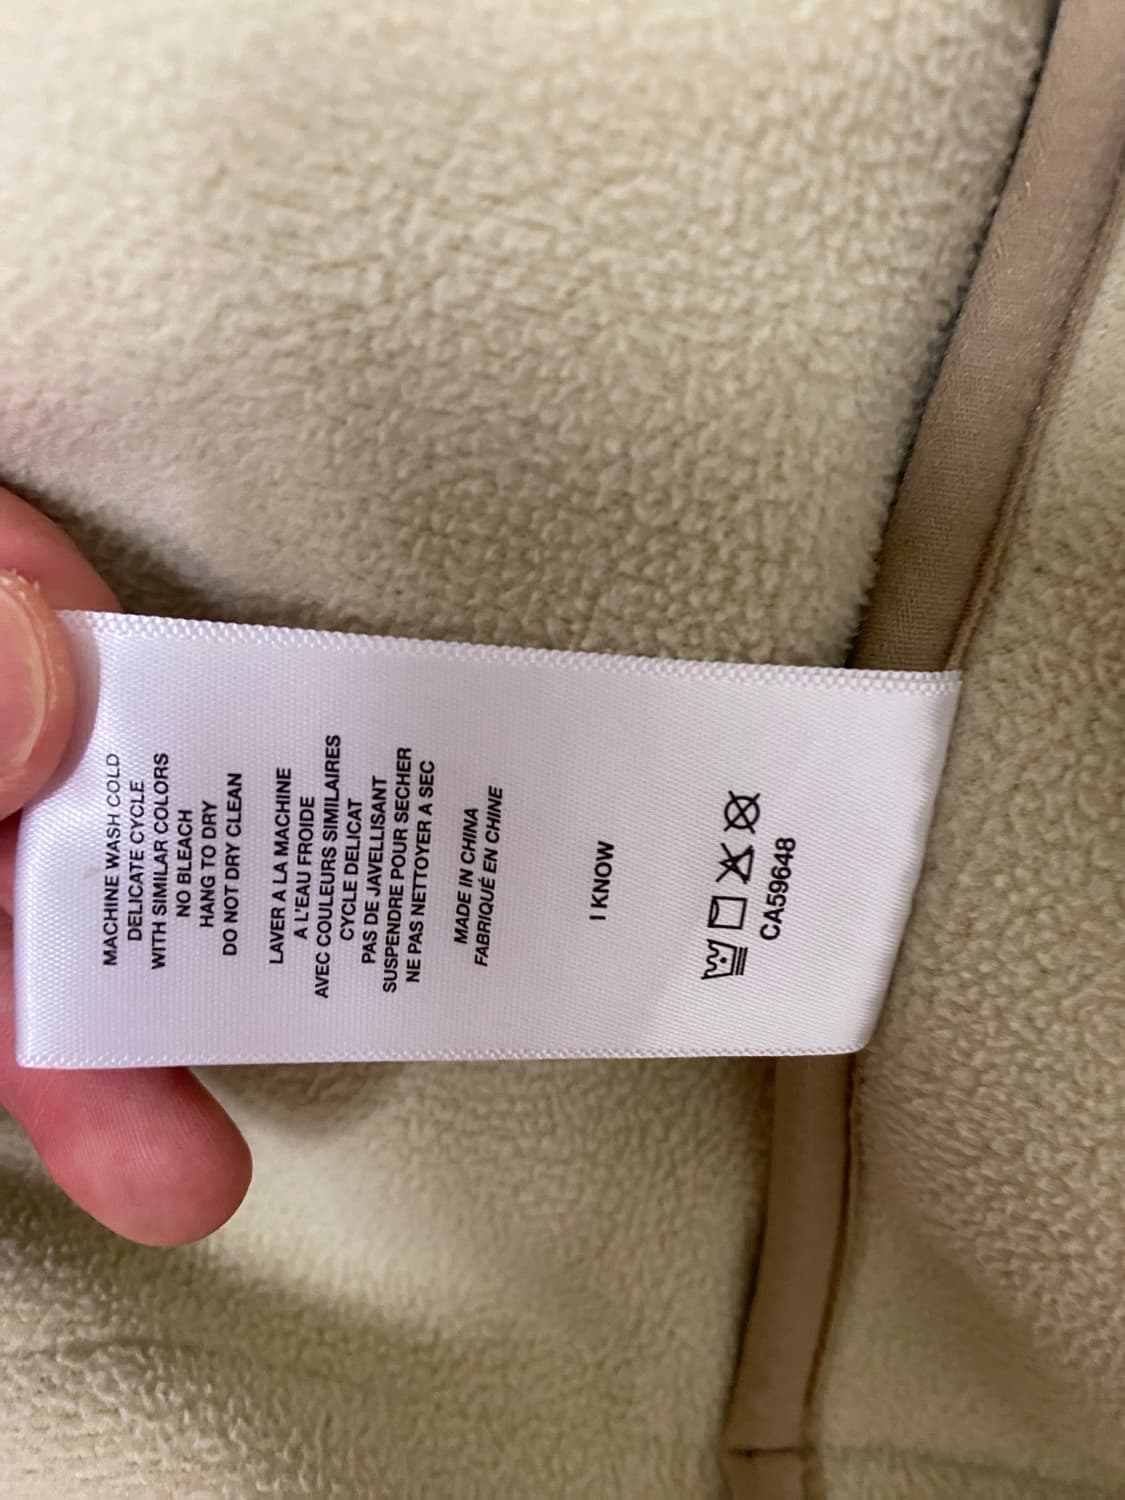 MACHINE WASH COLD
DELICATE CYCLE
WITH SIMILAR COLORS
NO BLEACH
HANG TO DRY
DO NOT DRY CLEAN
LAVER A LA MACHINE
A L'EAU FROIDE
AVEC COULEURS SIMILAIRES
CYCLE DELICAT
PAS DE JAVELLISANT
SUSPENDRE POUR SECHER
NE PAS NETTOYER A SEC
MADE IN CHINA
FABRIQUÉ EN CHINE
I KNOW
CA59648